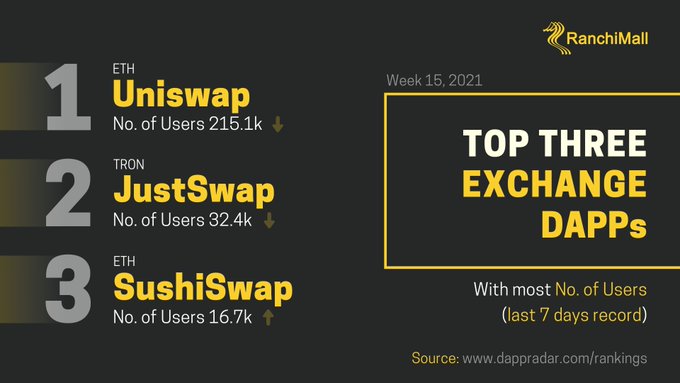 RanchiMall
1
ETH
Uniswap
No. of Users 215.1k
2
TRON
JustSwap
No. of Users 32.4k
3
ETH
SushiSwap
No. of Users 16.7k
Week 15, 2021
TOP THREE
EXCHANGE
DAPPs
With most No. of Users
(last 7 days record)
Source: www.dappradar.com/rankings